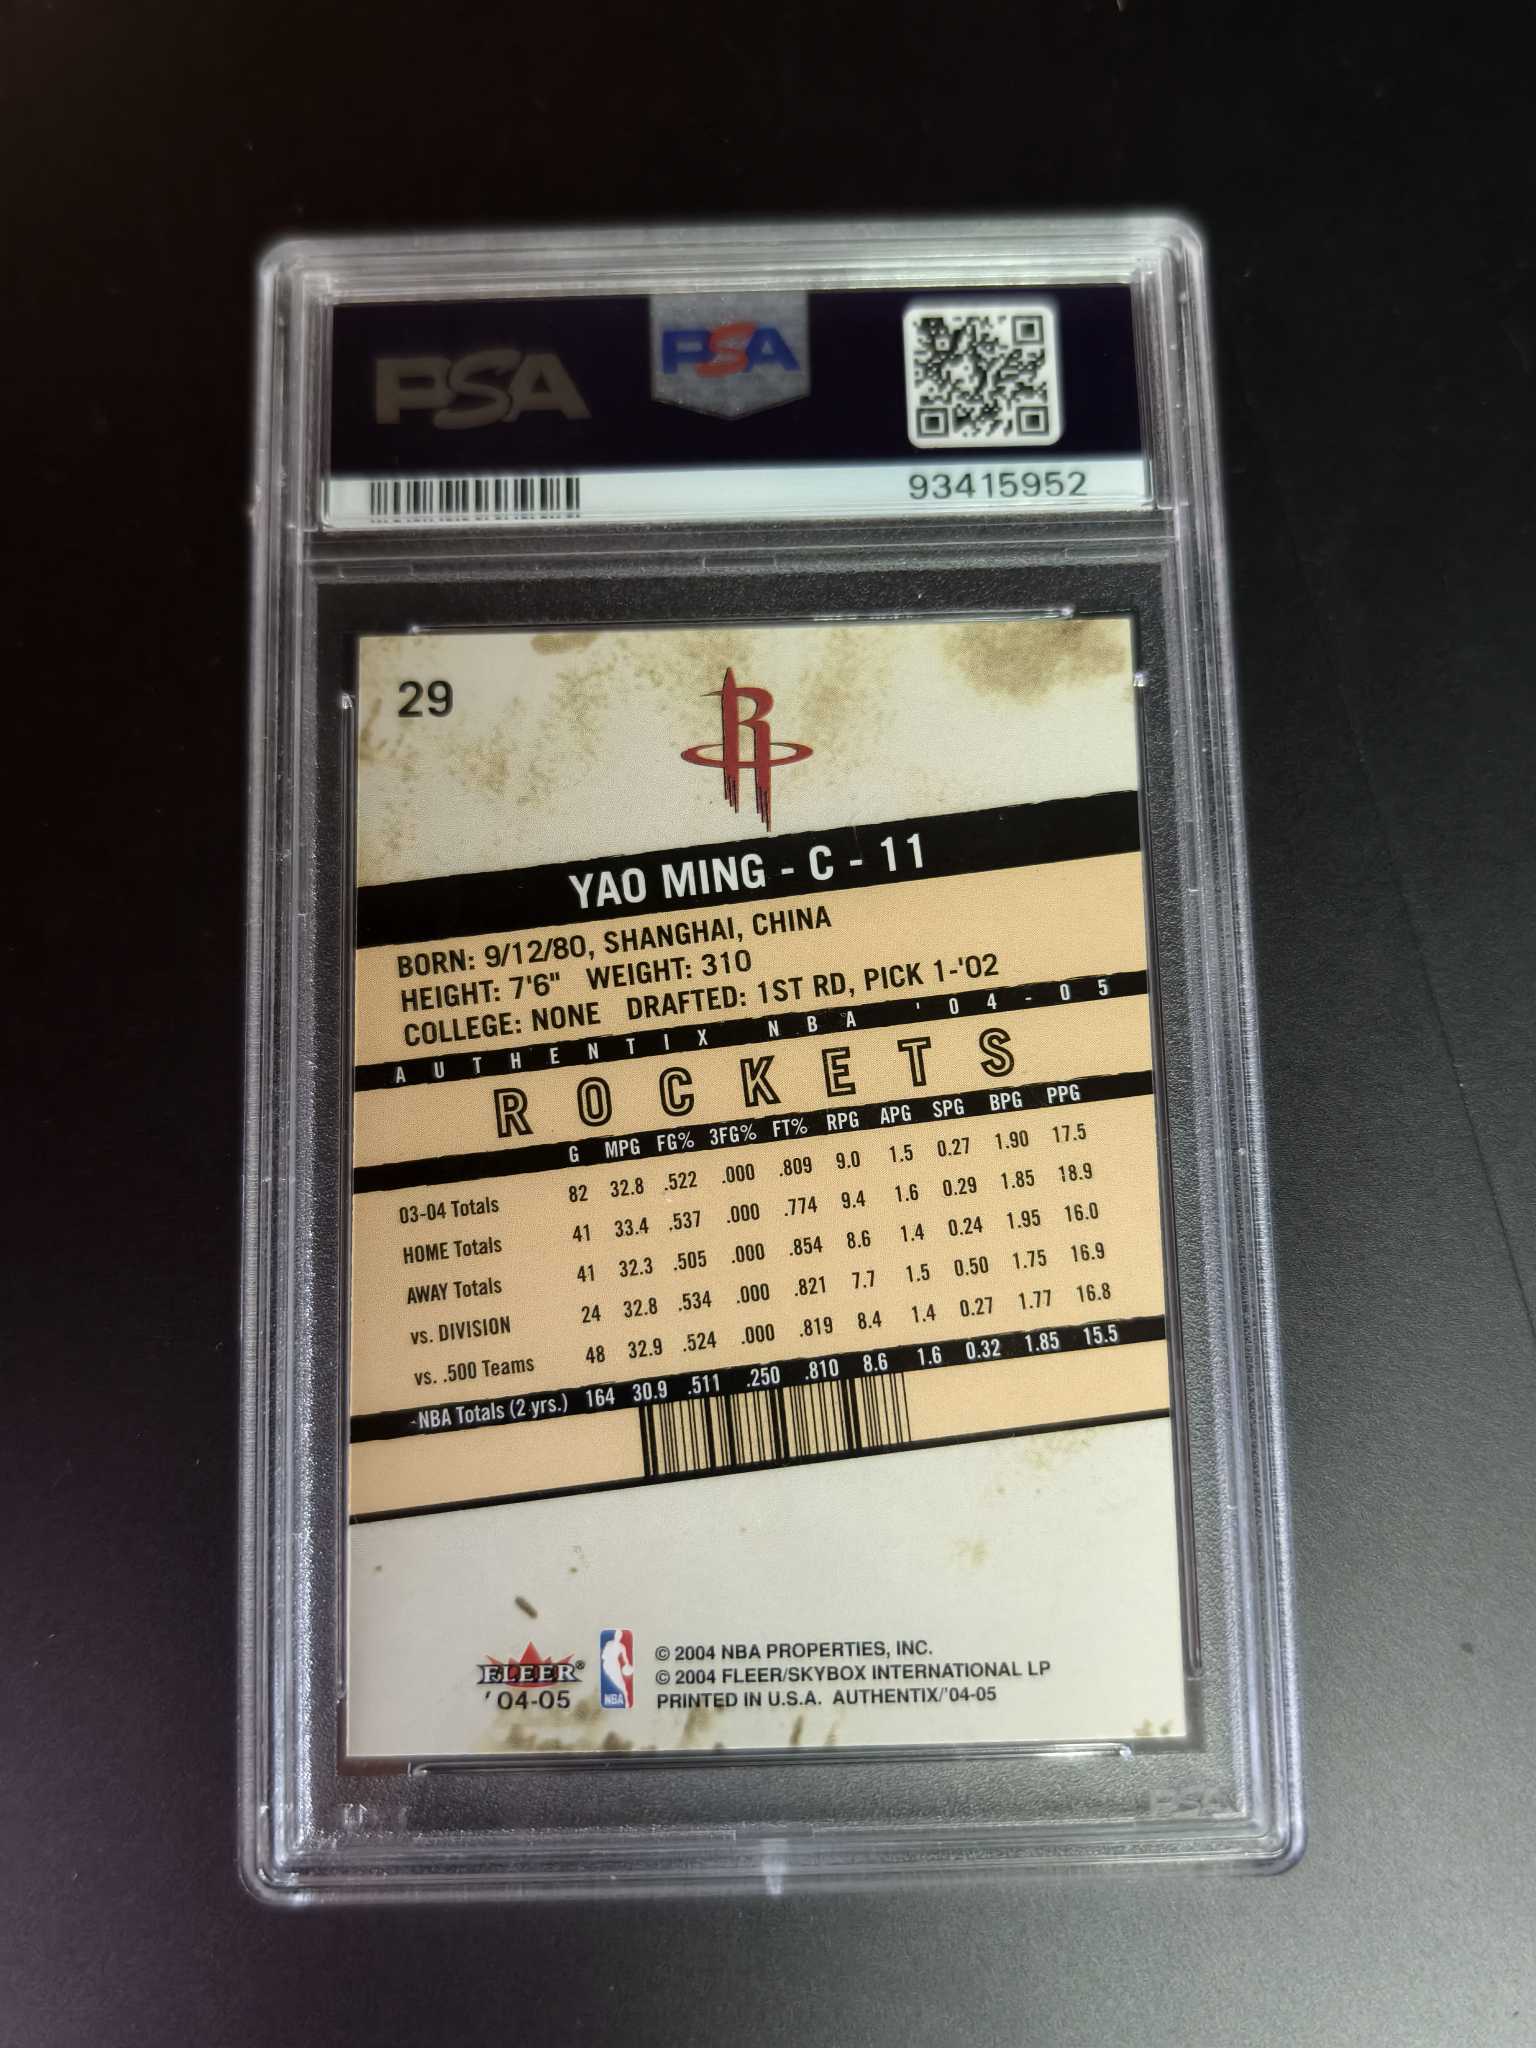 PSA
PSA
93415952
29
YAO MING - C - 11
BORN: 9/12/80, SHANGHAI, CHINA
HEIGHT: 7'6" WEIGHT: 310
COLLEGE: NONE DRAFTED: 1ST RD, PICK 1-'02
AUTHENTIX NBA '04-05
ROCKETS
G MPG FG% 3FG% FT% RPG APG SPG BPG PPG
03-04 Totals 82 32.8 .522 .000 .809 9.0 1.5 0.27 1.90 17.5
HOME Totals 41 33.4 .537 .000 .774 9.4 1.6 0.29 1.85 18.9
AWAY Totals 41 32.3 .505 .000 .854 8.6 1.4 0.24 1.95 16.0
vs. DIVISION 24 32.8 .534 .000 .821 7.7 1.5 0.50 1.75 16.9
vs. .500 Teams 48 32.9 .524 .000 .819 8.4 1.4 0.27 1.77 16.8
-NBA Totals (2 yrs.) 164 30.9 .511 .250 .810 8.6 1.6 0.32 1.85 15.5
FLEER®
'04-05
NBA
© 2004 NBA PROPERTIES, INC.
© 2004 FLEER/SKYBOX INTERNATIONAL LP
PRINTED IN U.S.A. AUTHENTIX/'04-05
PSA